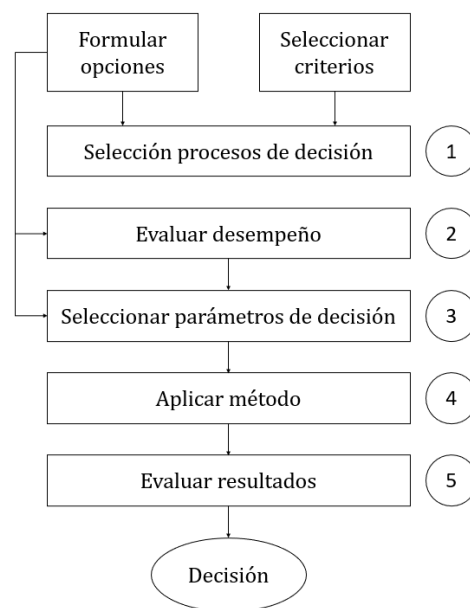 Formular
opciones
Seleccionar
criterios
Selección procesos de decisión
1
Evaluar desempeño
2
Seleccionar parámetros de decisión
3
Aplicar método
4
Evaluar resultados
5
Decisión